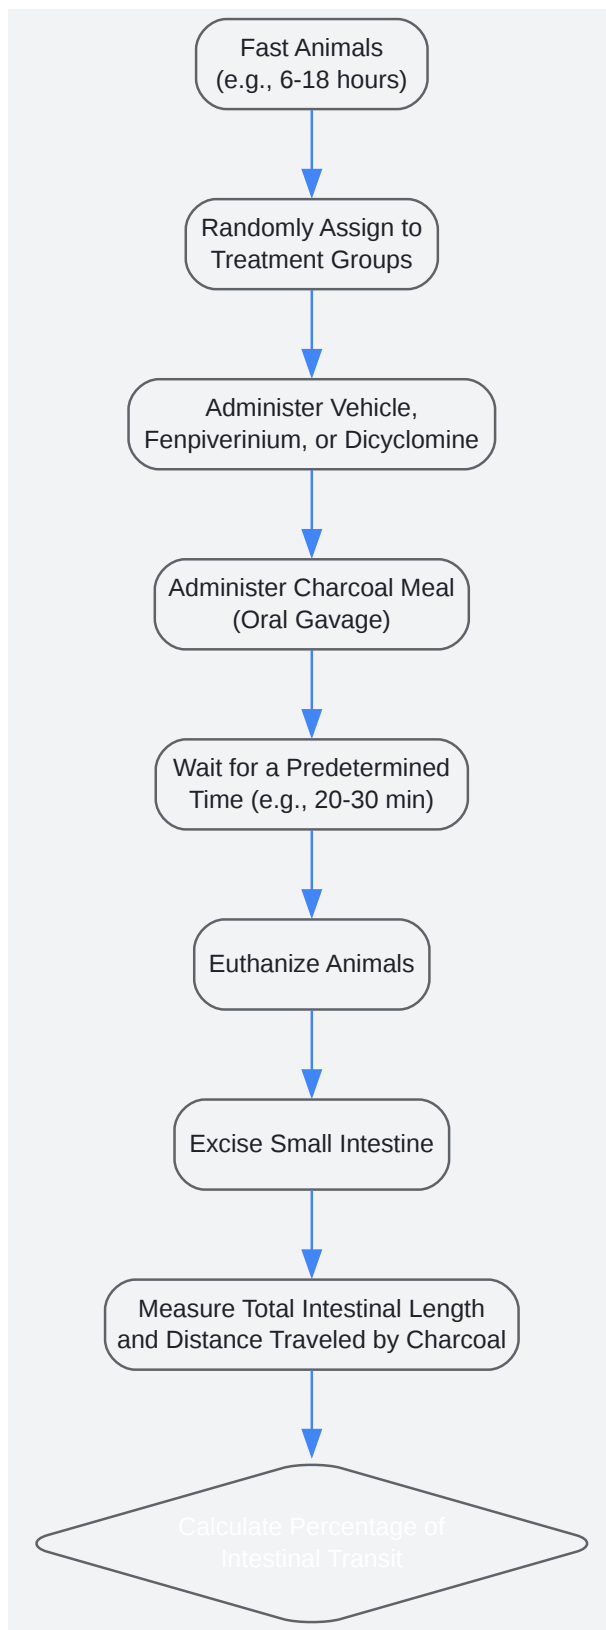 Fast Animals
(e.g., 6-18 hours)
Randomly Assign to
Treatment Groups
Administer Vehicle,
Fenpiverinium, or Dicyclomine
Administer Charcoal Meal
(Oral Gavage)
Wait for a Predetermined
Time (e.g., 20-30 min)
Euthanize Animals
Excise Small Intestine
Measure Total Intestinal Length
and Distance Traveled by Charcoal
Calculate Percentage of
Intestinal Transit